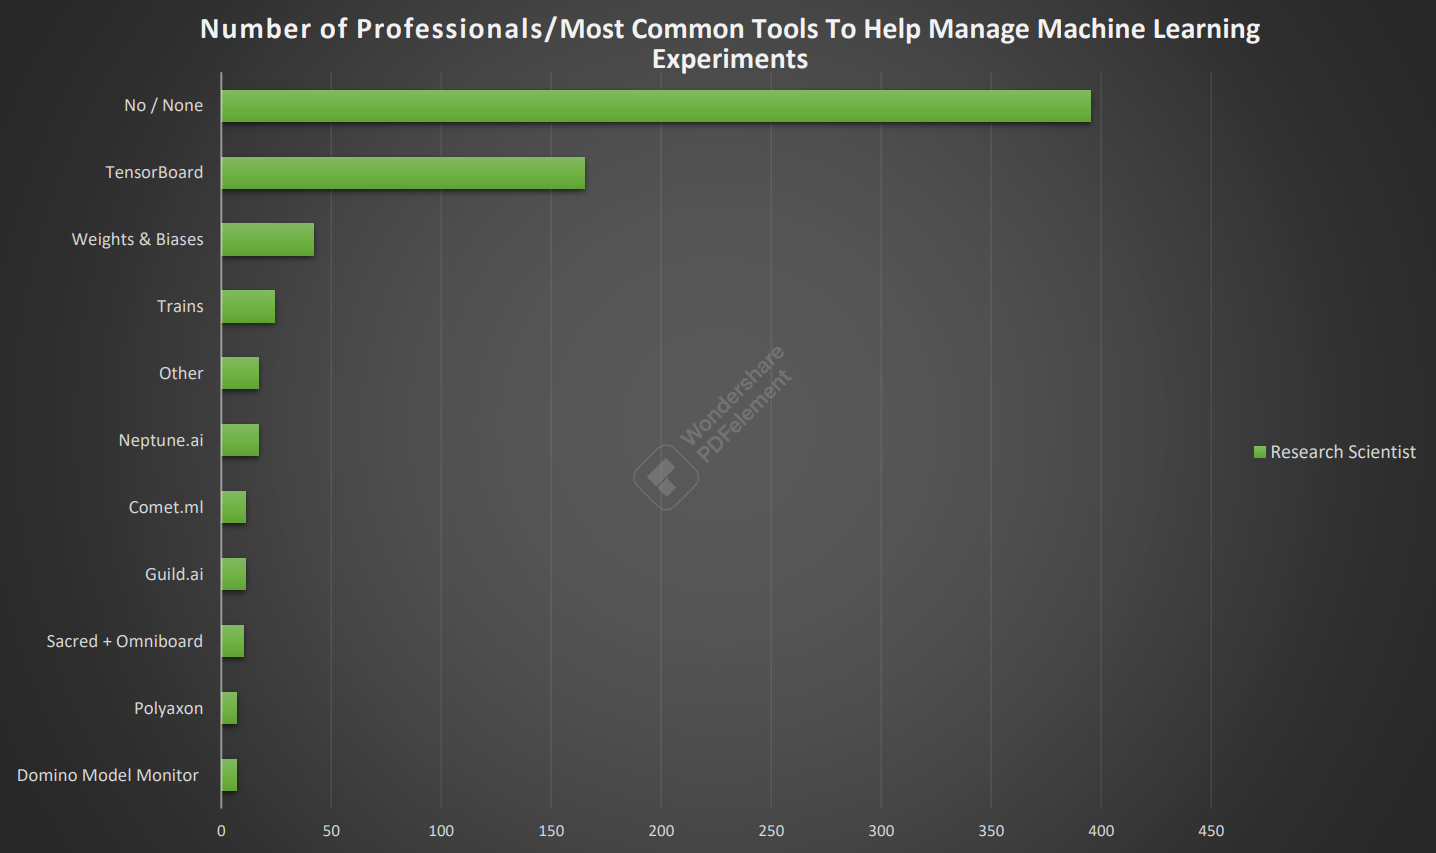 Number of Professionals/Most Common Tools To Help Manage Machine Learning
Experiments
No / None
TensorBoard
Weights & Biases
Trains
Other
Neptune.ai
Comet.ml
Guild.ai
Sacred + Omniboard
Polyaxon
Domino Model Monitor
0 50 100 150 200 250 300 350 400 450
Research Scientist
Wondershare
PDFelement